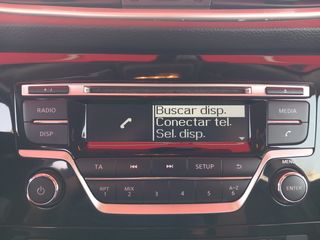 Buscar disp.
RADIO
MEDIA
Conectar tel.
DISP
Sel. disp.
TA
SETUP
MENU
RPT
MIX
A-Z
ENTER
1
2
3
4
5
6